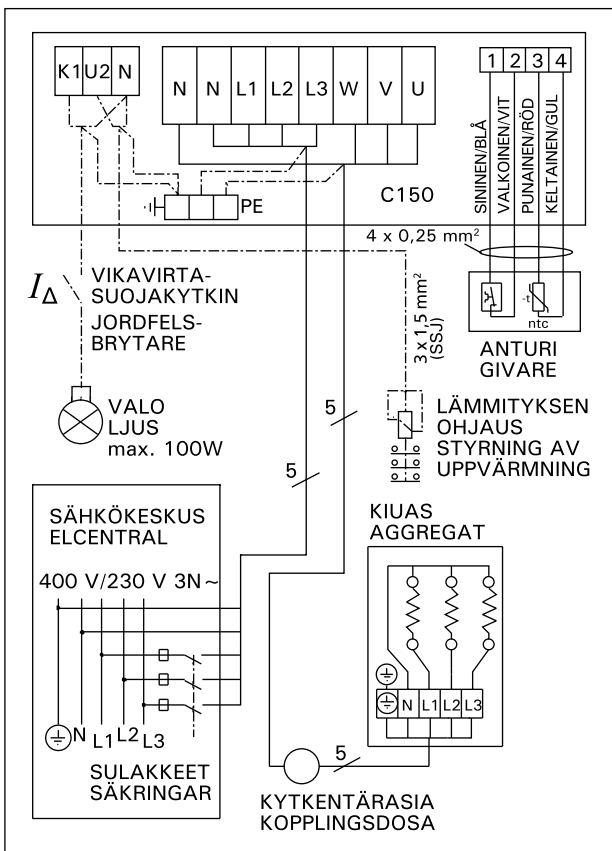 K1 U2 N
N N L1 L2 L3 W V U
1 2 3 4
SININEN/BLÅ
VALKOINEN/VIT
PUNAINEN/RÖD
KELTAINEN/GUL
PE
C150
4 x 0,25 mm²
I∆
VIKAVIRTA-
SUOJAKYTKIN
JORDFELS-
BRYTARE
3 x 1,5 mm²
(SSJ)
-t
ntc
ANTURI
GIVARE
VALO
LJUS
max. 100W
5
5
LÄMMITYKSEN
OHJAUS
STYRNING AV
UPPVÄRMNING
SÄHKÖKESKUS
ELCENTRAL
400 V/230 V 3N ~
N L1 L2 L3
SULAKKEET
SÄKRINGAR
KIUAS
AGGREGAT
N L1 L2 L3
5
KYTKENTÄRASIA
KOPPLINGSDOSA